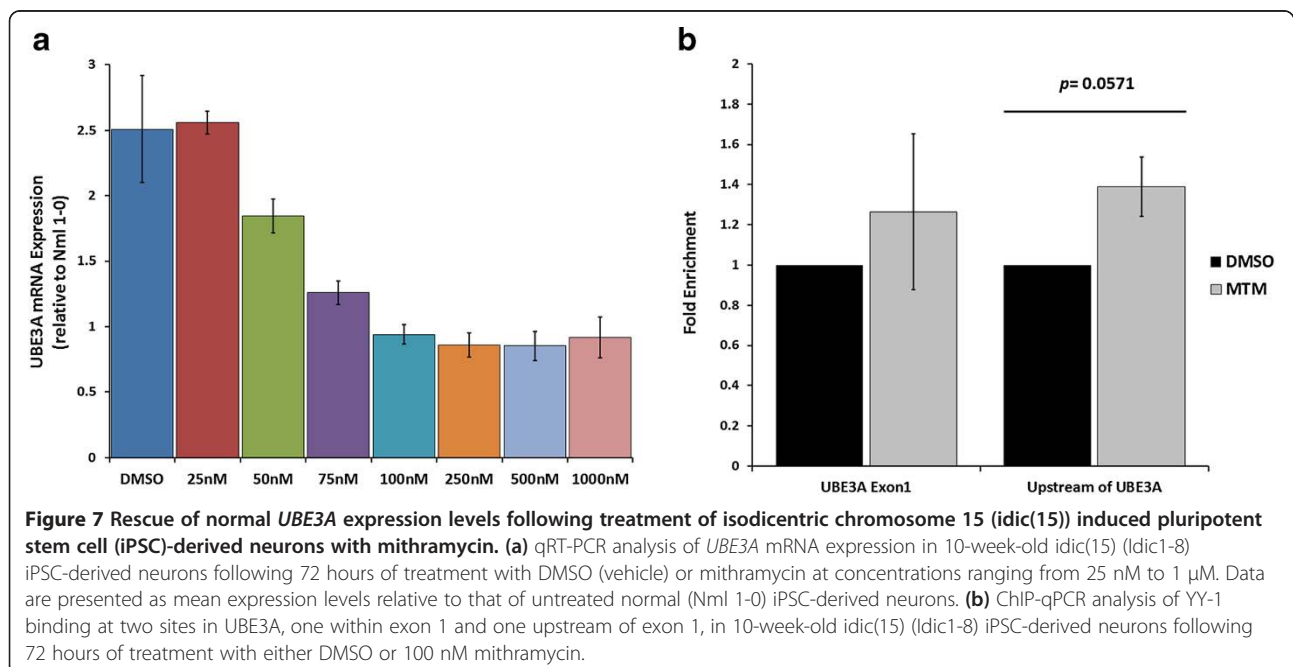 a
3
2.5
2
1.5
1
0.5
0
UBE3A mRNA Expression
(relative to Nml 1-0)
DMSO 25nM 50nM 75nM 100nM 250nM 500nM 1000nM
b
2
1.8
1.6
1.4
1.2
1
0.8
0.6
0.4
0.2
0
Fold Enrichment
p= 0.0571
DMSO
MTM
UBE3A Exon1 Upstream of UBE3A
Figure 7 Rescue of normal UBE3A expression levels following treatment of isodicentric chromosome 15 (idic(15)) induced pluripotent
stem cell (iPSC)-derived neurons with mithramycin. (a) qRT-PCR analysis of UBE3A mRNA expression in 10-week-old idic(15) (Idic1-8)
iPSC-derived neurons following 72 hours of treatment with DMSO (vehicle) or mithramycin at concentrations ranging from 25 nM to 1 μM. Data
are presented as mean expression levels relative to that of untreated normal (Nml 1-0) iPSC-derived neurons. (b) ChIP-qPCR analysis of YY-1
binding at two sites in UBE3A, one within exon 1 and one upstream of exon 1, in 10-week-old idic(15) (Idic1-8) iPSC-derived neurons following
72 hours of treatment with either DMSO or 100 nM mithramycin.